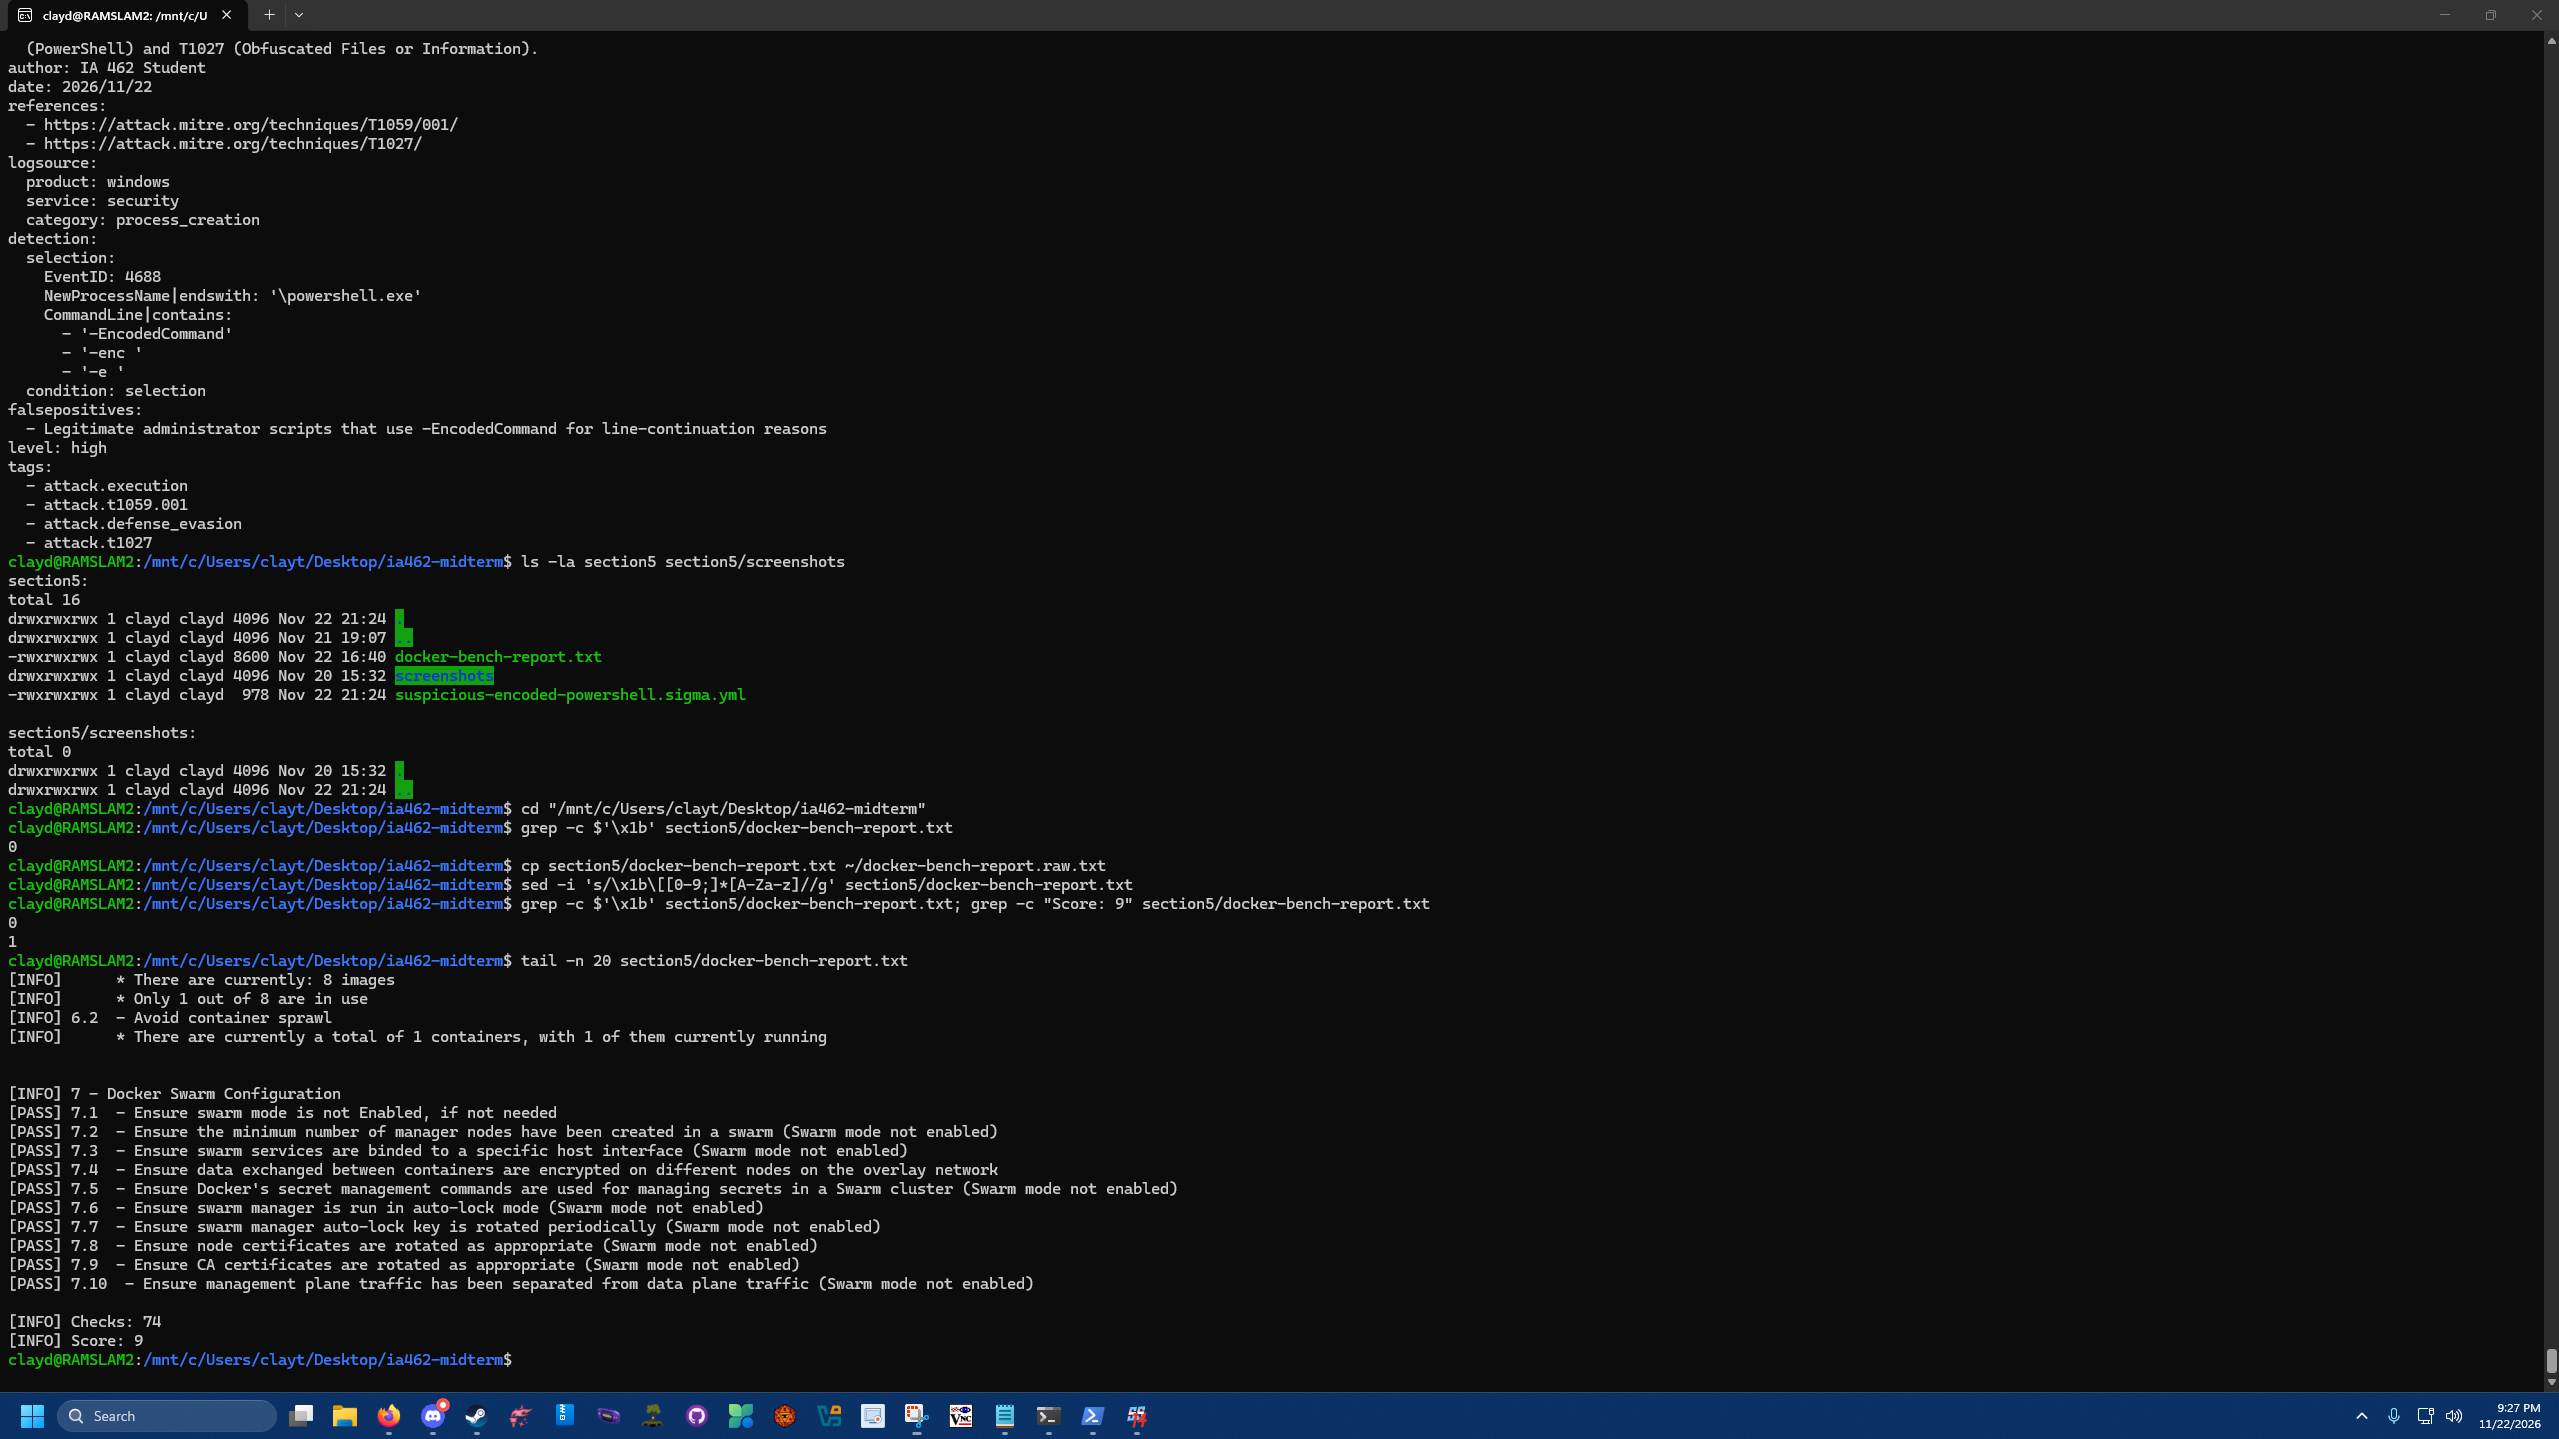 clayd@RAMSLAM2: /mnt/c/U
  (PowerShell) and T1027 (Obfuscated Files or Information).
author: IA 462 Student
date: 2026/11/22
references:
  - https://attack.mitre.org/techniques/T1059/001/
  - https://attack.mitre.org/techniques/T1027/
logsource:
  product: windows
  service: security
  category: process_creation
detection:
  selection:
    EventID: 4688
    NewProcessName|endswith: '\powershell.exe'
    CommandLine|contains:
      - '-EncodedCommand'
      - '-enc '
      - '-e '
  condition: selection
falsepositives:
  - Legitimate administrator scripts that use -EncodedCommand for line-continuation reasons
level: high
tags:
  - attack.execution
  - attack.t1059.001
  - attack.defense_evasion
  - attack.t1027
clayd@RAMSLAM2:/mnt/c/Users/clayt/Desktop/ia462-midterm$ ls -la section5 section5/screenshots
section5:
total 16
drwxrwxrwx 1 clayd clayd 4096 Nov 22 21:24 .
drwxrwxrwx 1 clayd clayd 4096 Nov 21 19:07 ..
-rwxrwxrwx 1 clayd clayd 8600 Nov 22 16:40 docker-bench-report.txt
drwxrwxrwx 1 clayd clayd 4096 Nov 20 15:32 screenshots
-rwxrwxrwx 1 clayd clayd  978 Nov 22 21:24 suspicious-encoded-powershell.sigma.yml

section5/screenshots:
total 0
drwxrwxrwx 1 clayd clayd 4096 Nov 20 15:32 .
drwxrwxrwx 1 clayd clayd 4096 Nov 22 21:24 ..
clayd@RAMSLAM2:/mnt/c/Users/clayt/Desktop/ia462-midterm$ cd "/mnt/c/Users/clayt/Desktop/ia462-midterm"
clayd@RAMSLAM2:/mnt/c/Users/clayt/Desktop/ia462-midterm$ grep -c $'\x1b' section5/docker-bench-report.txt
0
clayd@RAMSLAM2:/mnt/c/Users/clayt/Desktop/ia462-midterm$ cp section5/docker-bench-report.txt ~/docker-bench-report.raw.txt
clayd@RAMSLAM2:/mnt/c/Users/clayt/Desktop/ia462-midterm$ sed -i 's/\x1b\[[0-9;]*[A-Za-z]//g' section5/docker-bench-report.txt
clayd@RAMSLAM2:/mnt/c/Users/clayt/Desktop/ia462-midterm$ grep -c $'\x1b' section5/docker-bench-report.txt; grep -c "Score: 9" section5/docker-bench-report.txt
0
1
clayd@RAMSLAM2:/mnt/c/Users/clayt/Desktop/ia462-midterm$ tail -n 20 section5/docker-bench-report.txt
[INFO]      * There are currently: 8 images
[INFO]      * Only 1 out of 8 are in use
[INFO] 6.2  - Avoid container sprawl
[INFO]      * There are currently a total of 1 containers, with 1 of them currently running

[INFO] 7 - Docker Swarm Configuration
[PASS] 7.1  - Ensure swarm mode is not Enabled, if not needed
[PASS] 7.2  - Ensure the minimum number of manager nodes have been created in a swarm (Swarm mode not enabled)
[PASS] 7.3  - Ensure swarm services are binded to a specific host interface (Swarm mode not enabled)
[PASS] 7.4  - Ensure data exchanged between containers are encrypted on different nodes on the overlay network
[PASS] 7.5  - Ensure Docker's secret management commands are used for managing secrets in a Swarm cluster (Swarm mode not enabled)
[PASS] 7.6  - Ensure swarm manager is run in auto-lock mode (Swarm mode not enabled)
[PASS] 7.7  - Ensure swarm manager auto-lock key is rotated periodically (Swarm mode not enabled)
[PASS] 7.8  - Ensure node certificates are rotated as appropriate (Swarm mode not enabled)
[PASS] 7.9  - Ensure CA certificates are rotated as appropriate (Swarm mode not enabled)
[PASS] 7.10  - Ensure management plane traffic has been separated from data plane traffic (Swarm mode not enabled)

[INFO] Checks: 74
[INFO] Score: 9
clayd@RAMSLAM2:/mnt/c/Users/clayt/Desktop/ia462-midterm$
Search
9:27 PM
11/22/2026